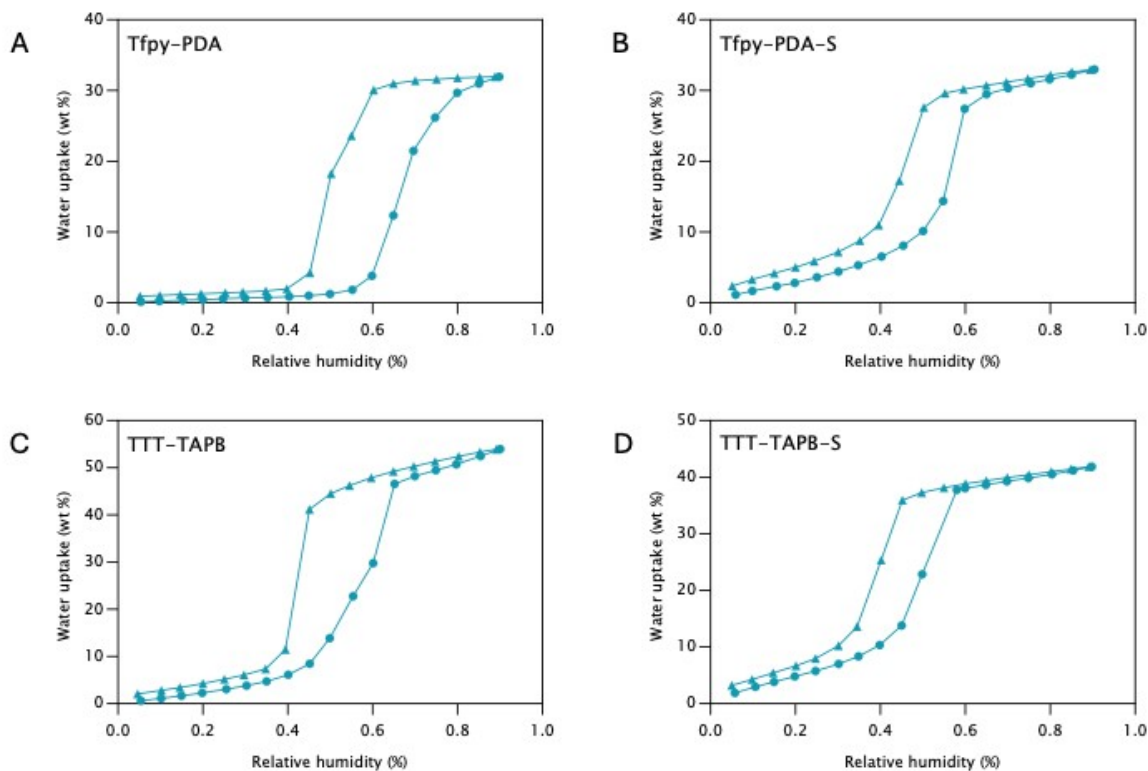 A
Tfpy-PDA
40
30
20
10
0
Water uptake (wt %)
0.0 0.2 0.4 0.6 0.8 1.0
Relative humidity (%)
B
Tfpy-PDA-S
40
30
20
10
0
Water uptake (wt %)
0.0 0.2 0.4 0.6 0.8 1.0
Relative humidity (%)
C
TTT-TAPB
60
50
40
30
20
10
0
Water uptake (wt %)
0.0 0.2 0.4 0.6 0.8 1.0
Relative humidity (%)
D
TTT-TAPB-S
50
40
30
20
10
0
Water uptake (wt %)
0.0 0.2 0.4 0.6 0.8 1.0
Relative humidity (%)